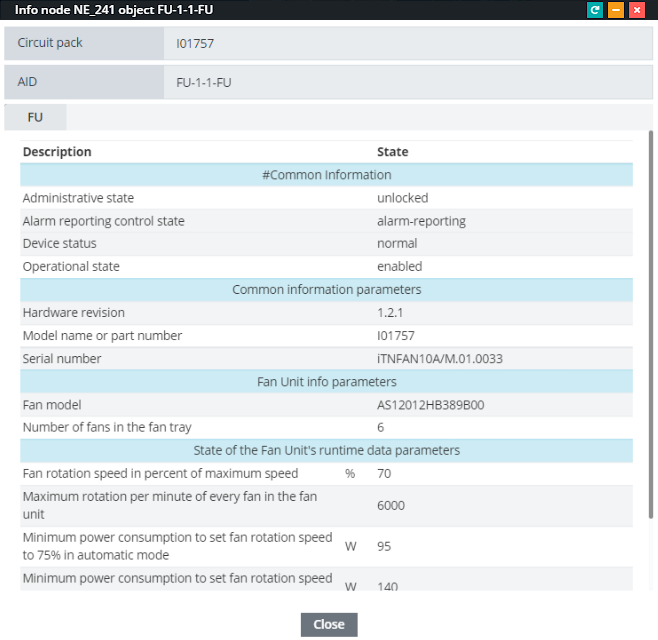 Info node NE_241 object FU-1-1-FU
Circuit pack I01757
AID FU-1-1-FU
FU
Description State
#Common Information
Administrative state unlocked
Alarm reporting control state alarm-reporting
Device status normal
Operational state enabled
Common information parameters
Hardware revision 1.2.1
Model name or part number I01757
Serial number iTNFAN10A/M.01.0033
Fan Unit info parameters
Fan model AS12012HB389B00
Number of fans in the fan tray 6
State of the Fan Unit's runtime data parameters
Fan rotation speed in percent of maximum speed % 70
Maximum rotation per minute of every fan in the fan
unit 6000
Minimum power consumption to set fan rotation speed
to 75% in automatic mode W 95
Minimum power consumption to set fan rotation speed
W 140
Close